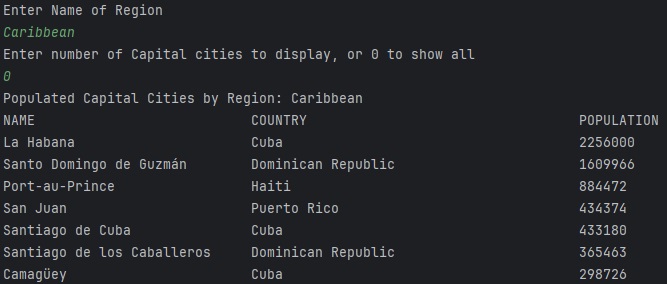 Enter Name of Region
Caribbean
Enter number of Capital cities to display, or 0 to show all
0
Populated Capital Cities by Region: Caribbean
NAME COUNTRY POPULATION
La Habana Cuba 2256000
Santo Domingo de Guzmán Dominican Republic 1609966
Port-au-Prince Haiti 884472
San Juan Puerto Rico 434374
Santiago de Cuba Cuba 433180
Santiago de los Caballeros Dominican Republic 365463
Camagüey Cuba 298726